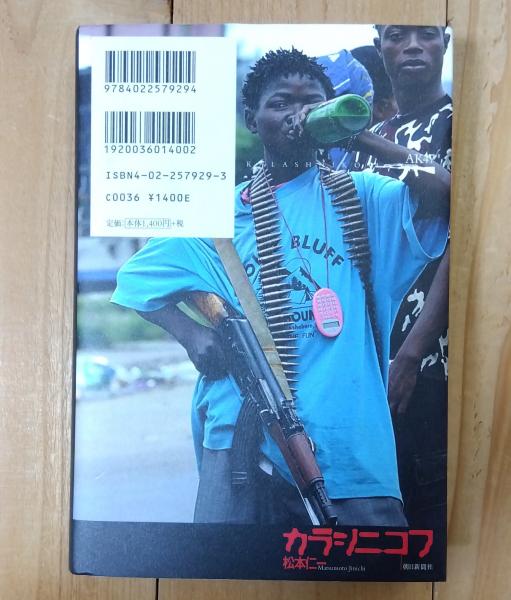 9784022579294
1920036014002
ISBN4-02-257929-3
C0036 ¥1400E
定価:本体1,400円+税
KALASHNIKOV
AK47
BLUFF
FUN
カラシニコフ
松本仁一
Matsumoto Jinichi
朝日新聞社